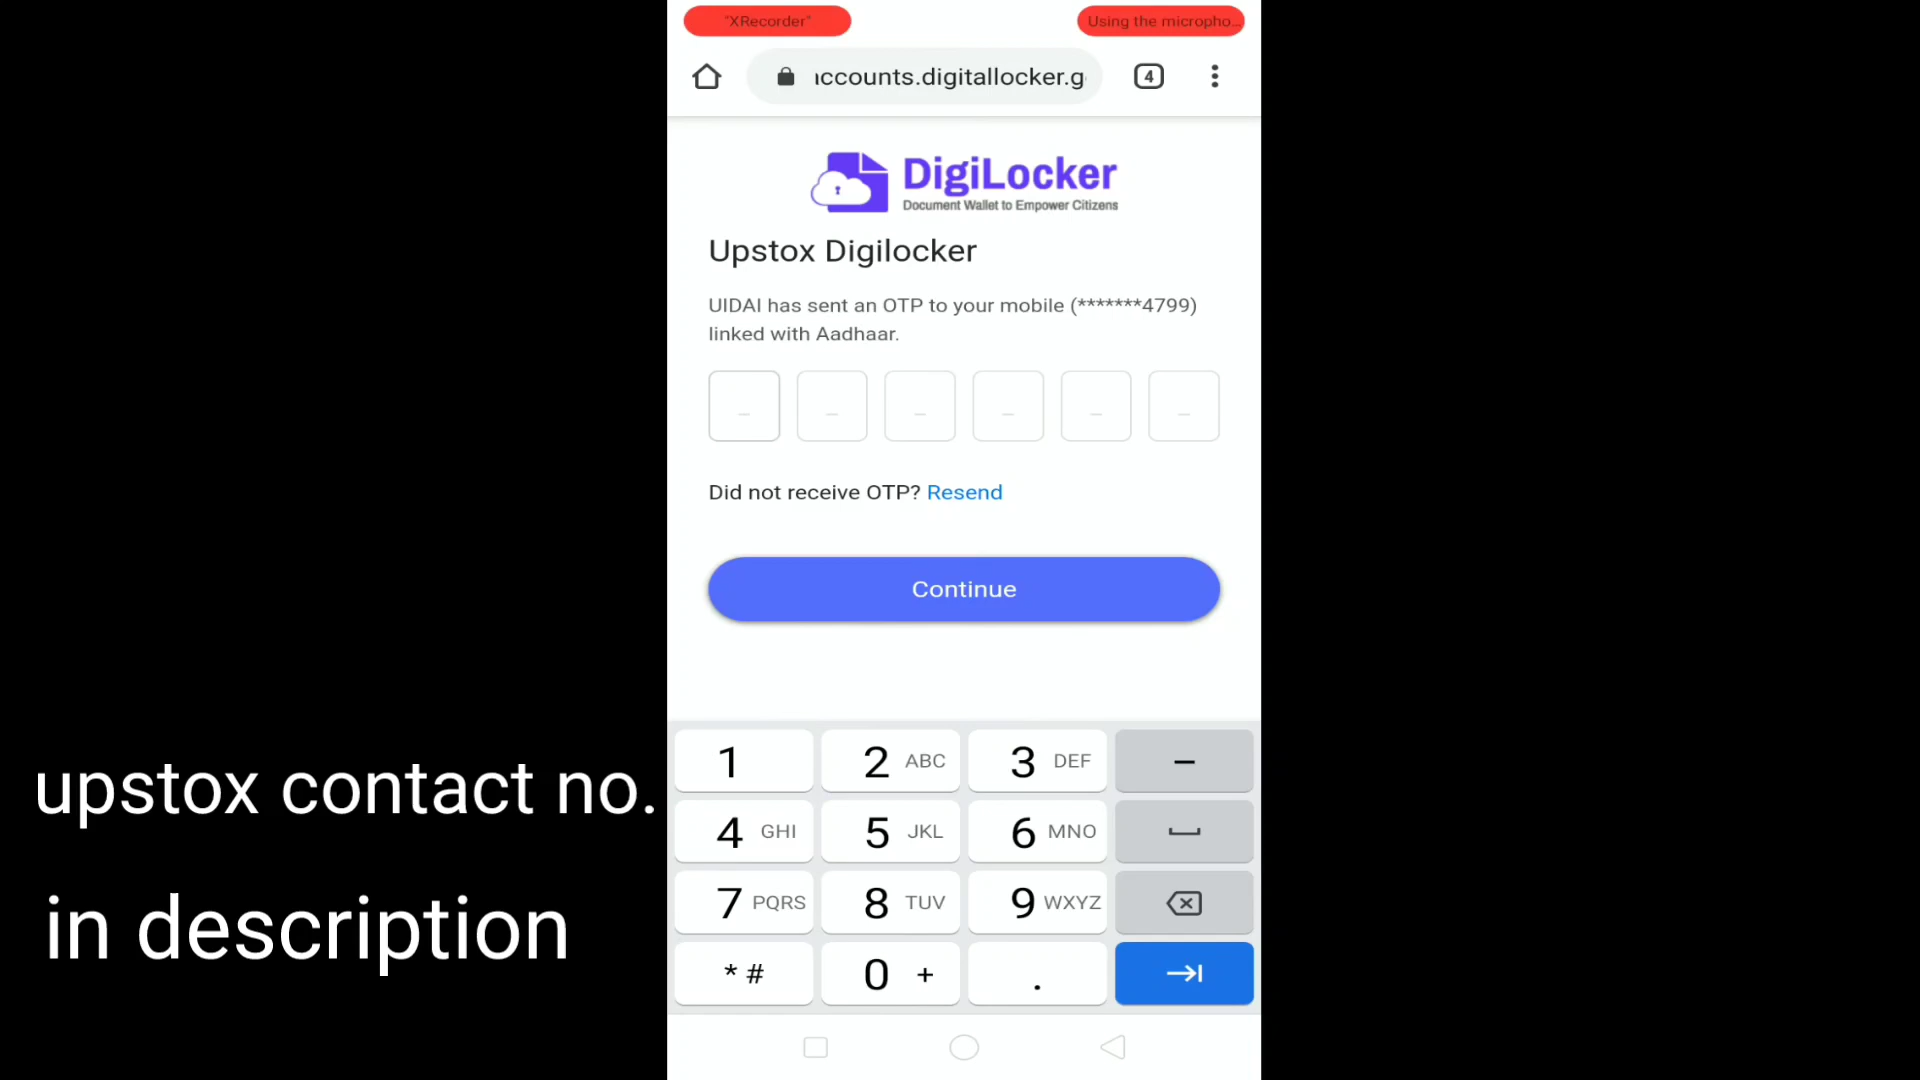 "XRecorder"
Using the micropho...
ccounts.digitallocker.g
4
DigiLocker
Document Wallet to Empower Citizens
Upstox Digilocker
UIDAI has sent an OTP to your mobile (*******4799)
linked with Aadhaar.
Did not receive OTP? Resend
Continue
1
2 ABC
3 DEF
–
4 GHI
5 JKL
6 MNO
7 PQRS
8 TUV
9 WXYZ
* #
0 +
.
upstox contact no.
in description